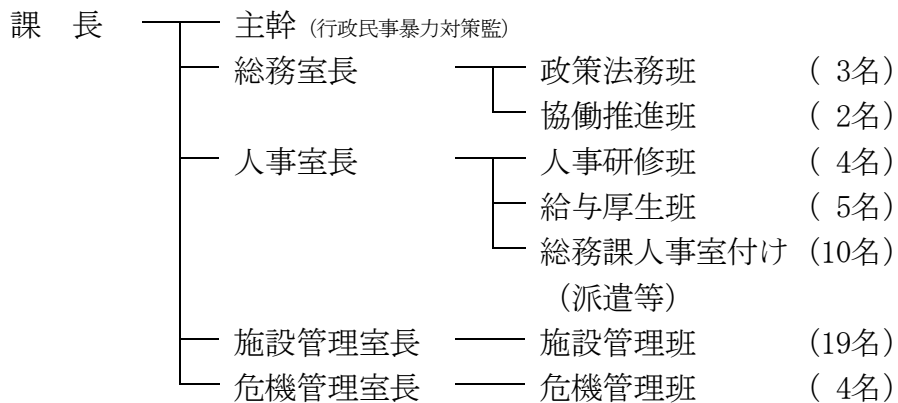 課　長　主幹（行政民事暴力対策監）
総務室長　政策法務班　（ 3名）
協働推進班　（ 2名）
人事室長　人事研修班　（ 4名）
給与厚生班　（ 5名）
総務課人事室付け　（10名）
（派遣等）
施設管理室長　施設管理班　（19名）
危機管理室長　危機管理班　（ 4名）